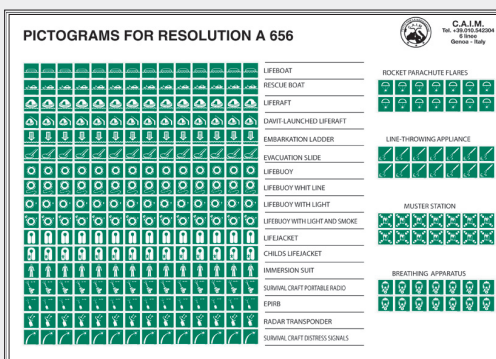 PICTOGRAMS FOR RESOLUTION A 656
C.A.I.M.
Tel. +39.010.542304
6 linee
Genoa - Italy
LIFEBOAT
RESCUE BOAT
LIFERAFT
DAVIT-LAUNCHED LIFERAFT
EMBARKATION LADDER
EVACUATION SLIDE
LIFEBUOY
LIFEBUOY WHIT LINE
LIFEBUOY WITH LIGHT
LIFEBUOY WITH LIGHT AND SMOKE
LIFEJACKET
CHILDS LIFEJACKET
IMMERSION SUIT
SURVIVAL CRAFT PORTABLE RADIO
EPIRB
RADAR TRANSPONDER
SURVIVAL CRAFT DISTRESS SIGNALS
ROCKET PARACHUTE FLARES
LINE-THROWING APPLIANCE
MUSTER STATION
BREATHING APPARATUS